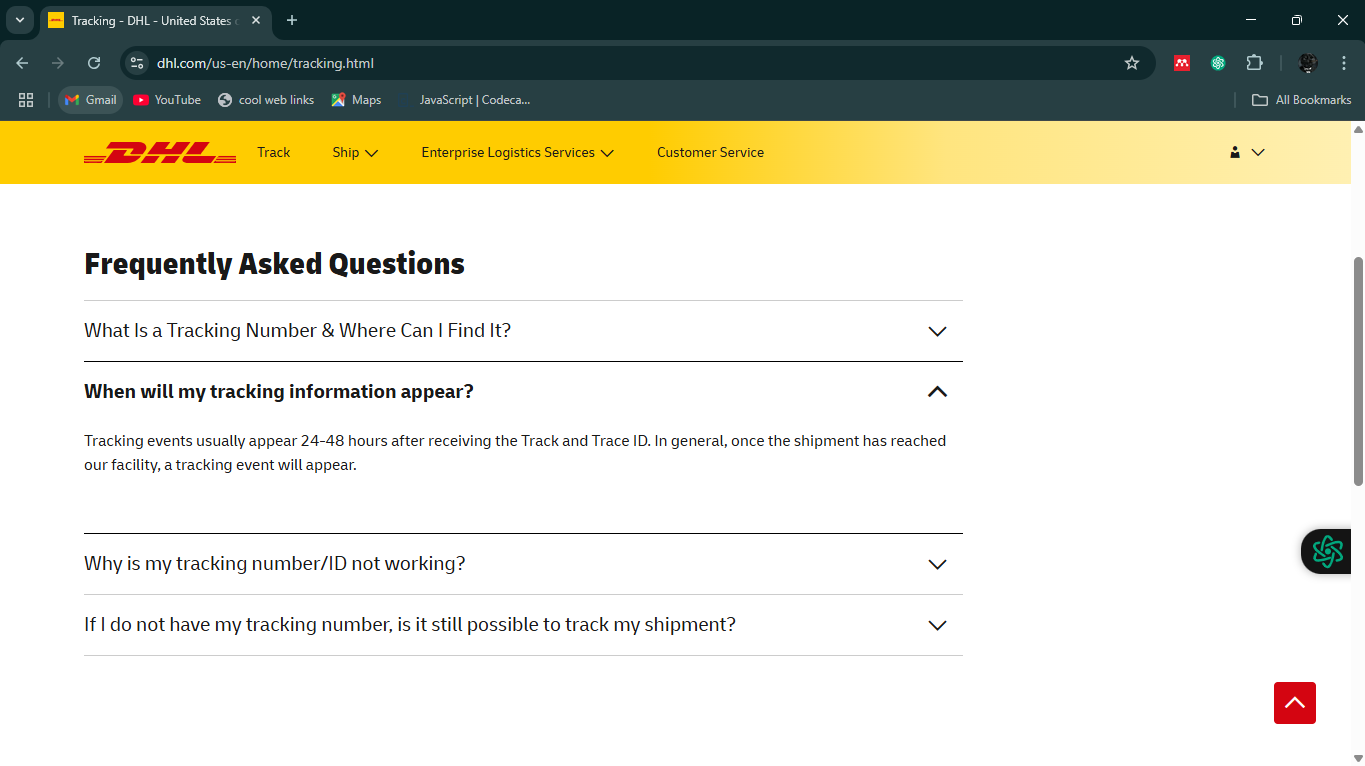 Tracking - DHL - United States
dhl.com/us-en/home/tracking.html
Gmail
YouTube
cool web links
Maps
JavaScript | Codeca...
All Bookmarks
DHL
Track
Ship
Enterprise Logistics Services
Customer Service
Frequently Asked Questions
What Is a Tracking Number & Where Can I Find It?
When will my tracking information appear?
Tracking events usually appear 24-48 hours after receiving the Track and Trace ID. In general, once the shipment has reached
our facility, a tracking event will appear.
Why is my tracking number/ID not working?
If I do not have my tracking number, is it still possible to track my shipment?